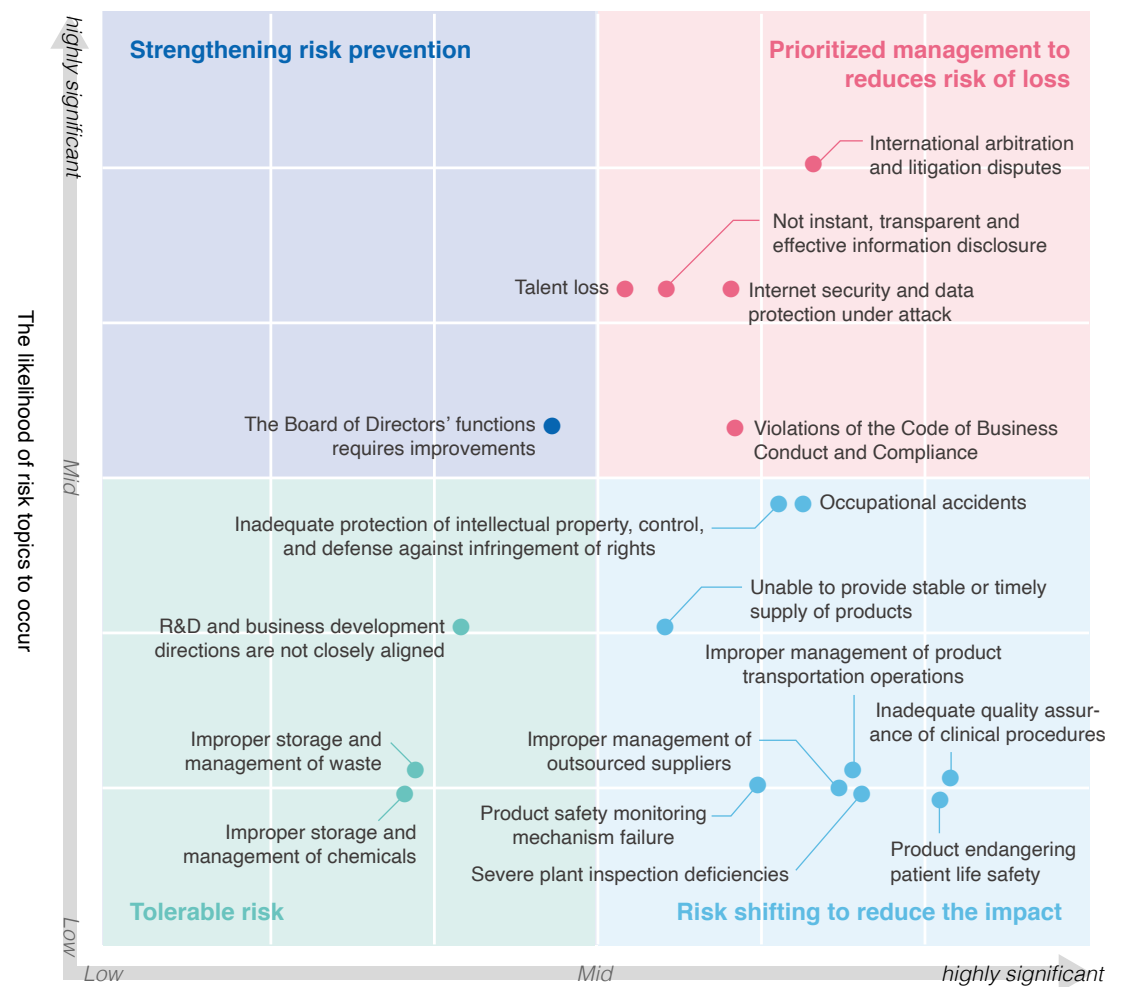 highly significant
Strengthening risk prevention
Prioritized management to
reduces risk of loss
International arbitration
and litigation disputes
Not instant, transparent and
effective information disclosure
Talent loss
Internet security and data
protection under attack
The likelihood of risk topics to occur
The Board of Directors’ functions
requires improvements
Violations of the Code of Business
Conduct and Compliance
Mid
Occupational accidents
Inadequate protection of intellectual property, control,
and defense against infringement of rights
Unable to provide stable or timely
supply of products
R&D and business development
directions are not closely aligned
Improper management of product
transportation operations
Inadequate quality assur-
ance of clinical procedures
Improper storage and
management of waste
Improper management of
outsourced suppliers
Product safety monitoring
mechanism failure
Improper storage and
management of chemicals
Severe plant inspection deficiencies
Product endangering
patient life safety
Tolerable risk
Risk shifting to reduce the impact
Low
Low
Mid
highly significant